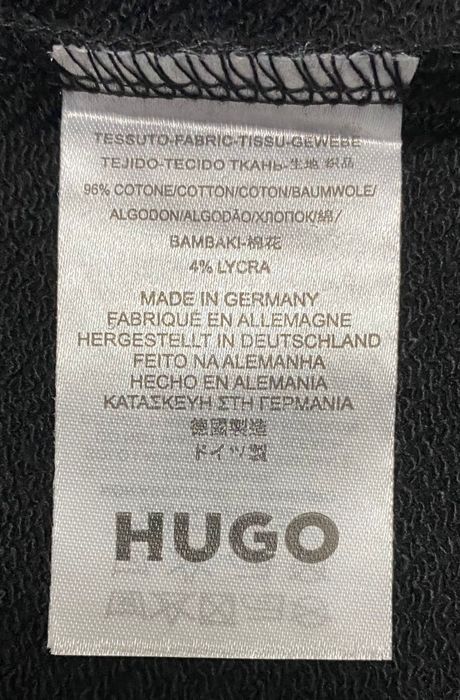 TESSUTO-FABRIC-TISSU-GEWEBE
TEJIDO-TECIDO TKAHЬ-生地 织品
96% COTONE/COTTON/COTON/BAUMWOLE/
ALGODON/ALGODÃO/ХЛОПОК/綿/
BAMBAKI-棉花
4% LYCRA
MADE IN GERMANY
FABRIQUÉ EN ALLEMAGNE
HERGESTELLT IN DEUTSCHLAND
FEITO NA ALEMANHA
HECHO EN ALEMANIA
ΚΑΤΑΣΚΕΥΗ ΣΤΗ ΓΕΡΜΑΝΙΑ
德國製造
ドイツ製
HUGO